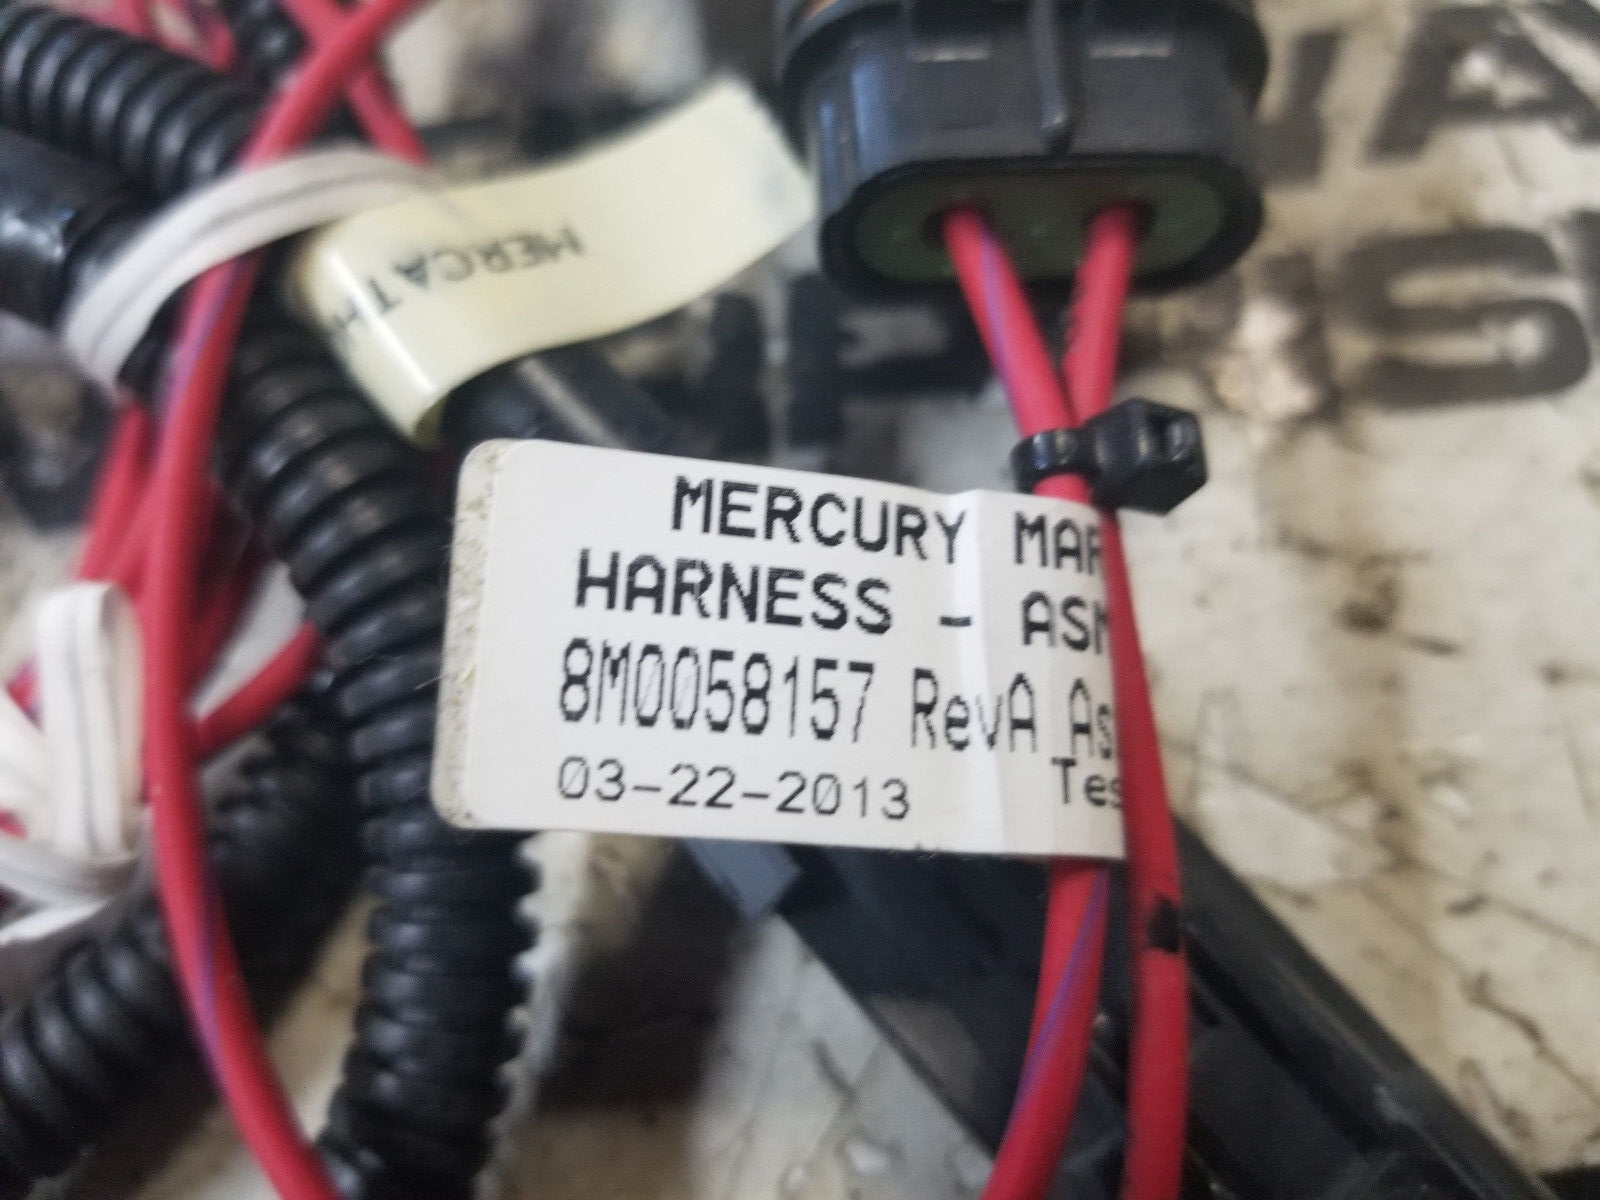 MERCATH
MERCURY MAR
HARNESS - ASM
8M0058157 RevA As
03-22-2013 Tes